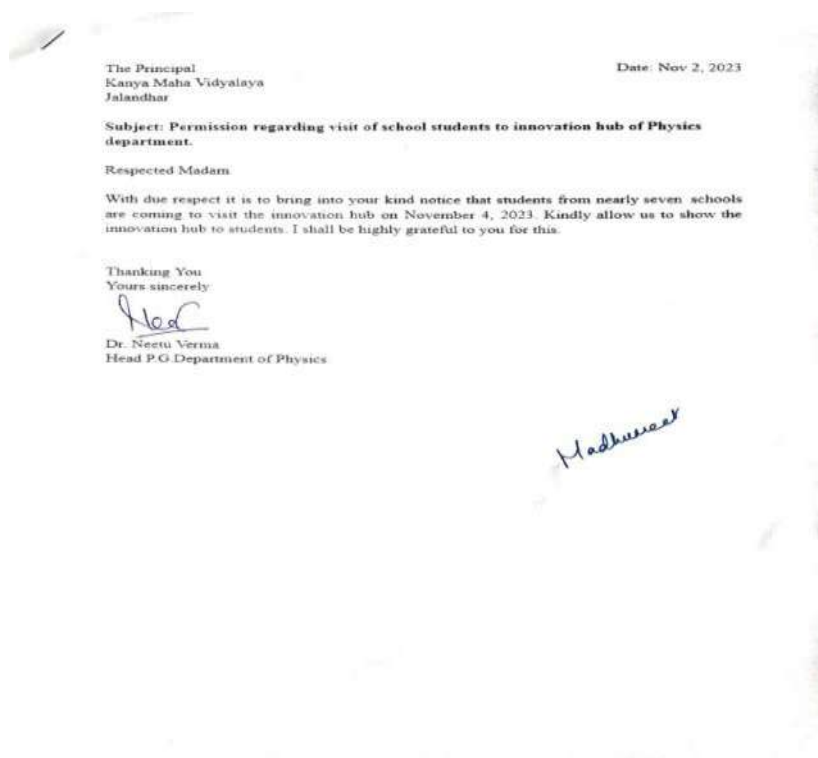 The Principal
Date: Nov 2, 2023
Kanya Maha Vidyalaya
Jalandhar
Subject: Permission regarding visit of school students to innovation hub of Physics
department.
Respected Madam
With due respect it is to bring into your kind notice that students from nearly seven schools
are coming to visit the innovation hub on November 4, 2023. Kindly allow us to show the
innovation hub to students. I shall be highly grateful to you for this.
Thanking You
Yours sincerely
Dr. Neetu Verma
Head P.G.Department of Physics